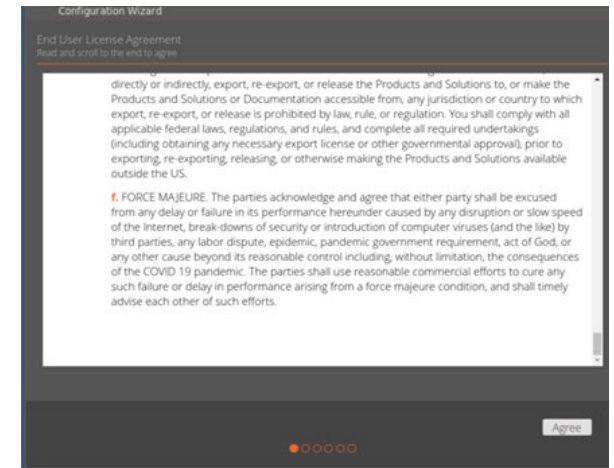 Configuration Wizard
End User License Agreement
Read and scroll to the end to agree
directly or indirectly, export, re-export, or release the Products and Solutions to, or make the
Products and Solutions or Documentation accessible from, any jurisdiction or country to which
export, re-export, or release is prohibited by law, rule, or regulation. You shall comply with all
applicable federal laws, regulations, and rules, and complete all required undertakings
(including obtaining any necessary export license or other governmental approval), prior to
exporting, re-exporting, releasing, or otherwise making the Products and Solutions available
outside the US.
f. FORCE MAJEURE. The parties acknowledge and agree that either party shall be excused
from any delay or failure in its performance hereunder caused by any disruption or slow speed
of the Internet, break-downs of security or introduction of computer viruses (and the like) by
third parties, any labor dispute, epidemic, pandemic government requirement, act of God, or
any other cause beyond its reasonable control including, without limitation, the consequences
of the COVID 19 pandemic. The parties shall use reasonable commercial efforts to cure any
such failure or delay in performance arising from a force majeure condition, and shall timely
advise each other of such efforts.
Agree